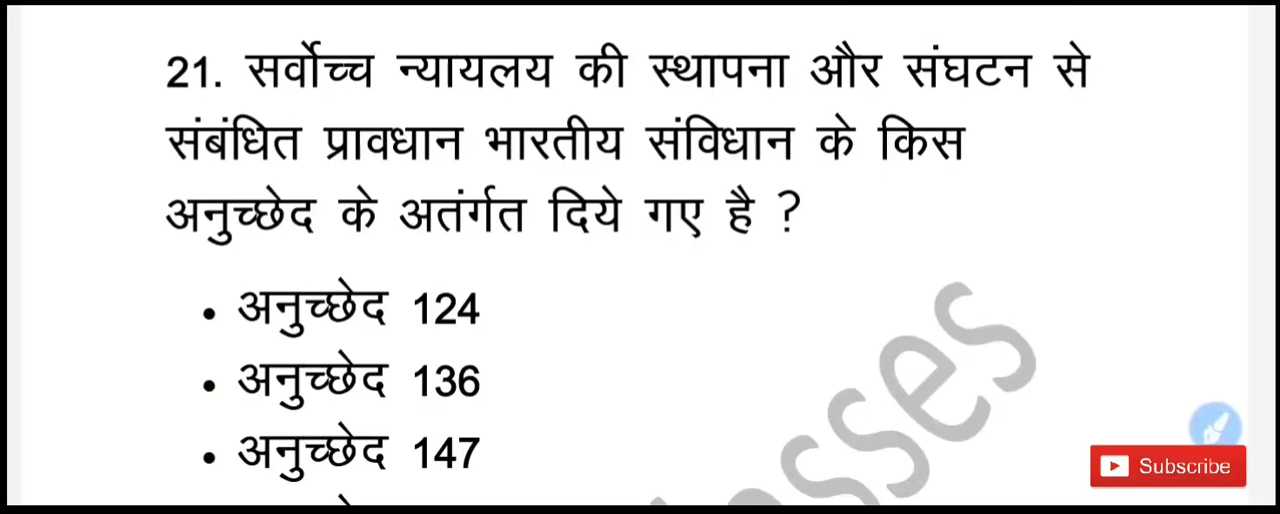 21. सर्वोच्च न्यायलय की स्थापना और संघटन से
संबंधित प्रावधान भारतीय संविधान के किस
अनुच्छेद के अतंर्गत दिये गए है ?
• अनुच्छेद 124
• अनुच्छेद 136
• अनुच्छेद 147
Subscribe